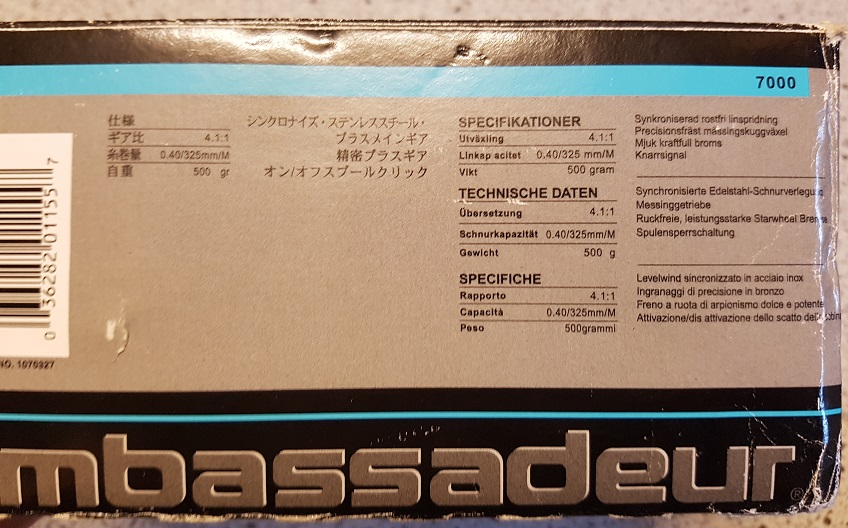 7000
仕様
ギア比 4.1:1
糸巻量 0.40/325mm/M
自重 500 gr
シンクロナイズ・ステンレススチール・
ブラスメインギア
精密ブラスギア
オン/オフスプールクリック
SPECIFIKATIONER
Utväxling 4.1:1
Linkap acitet 0.40/325 mm/M
Vikt 500 gram
TECHNISCHE DATEN
Übersetzung 4.1:1
Schnurkapazität 0.40/325mm/M
Gewicht 500 g
SPECIFICHE
Rapporto 4.1:1
Capacità 0.40/325mm/M
Peso 500grammi
Synkroniserad rostfri linspridning
Precisionsfräst mässingskuggväxel
Mjuk kraftfull broms
Knarrsignal
Synchronisierte Edelstahl-Schnurverlegung
Messinggetriebe
Ruckfreie, leistungsstarke Starwheel Bremse
Spulensperrschaltung
Levelwind sincronizzato in acciaio inox
Ingranaggi di precisione in bronzo
Freno a ruota di arpionismo dolce e potente
Attivazione/dis attivazione dello scatto
0 36282 01155 7
NO. 1070927
mbassadeur ®